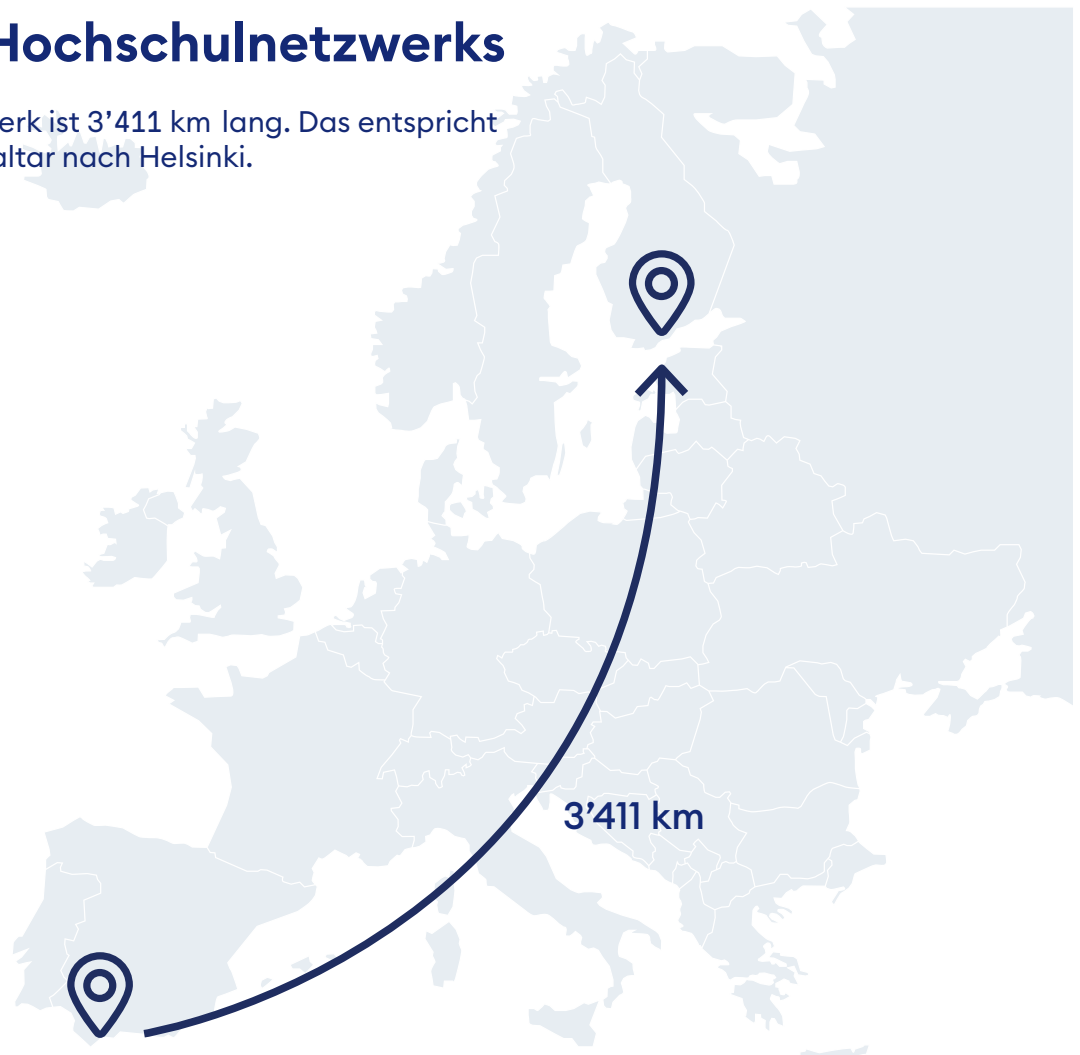 Hochschulnetzwerks
erk ist 3’411 km lang. Das entspricht
altar nach Helsinki.
3’411 km